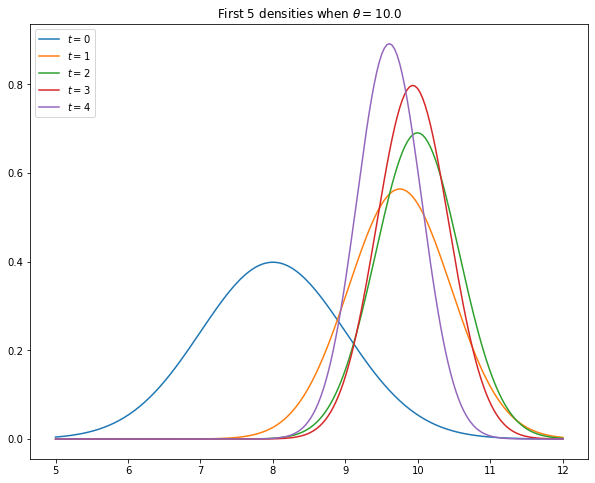 First 5 densities when θ = 10.0
t = 0
t = 1
t = 2
t = 3
t = 4
0.8
0.6
0.4
0.2
0.0
5 6 7 8 9 10 11 12